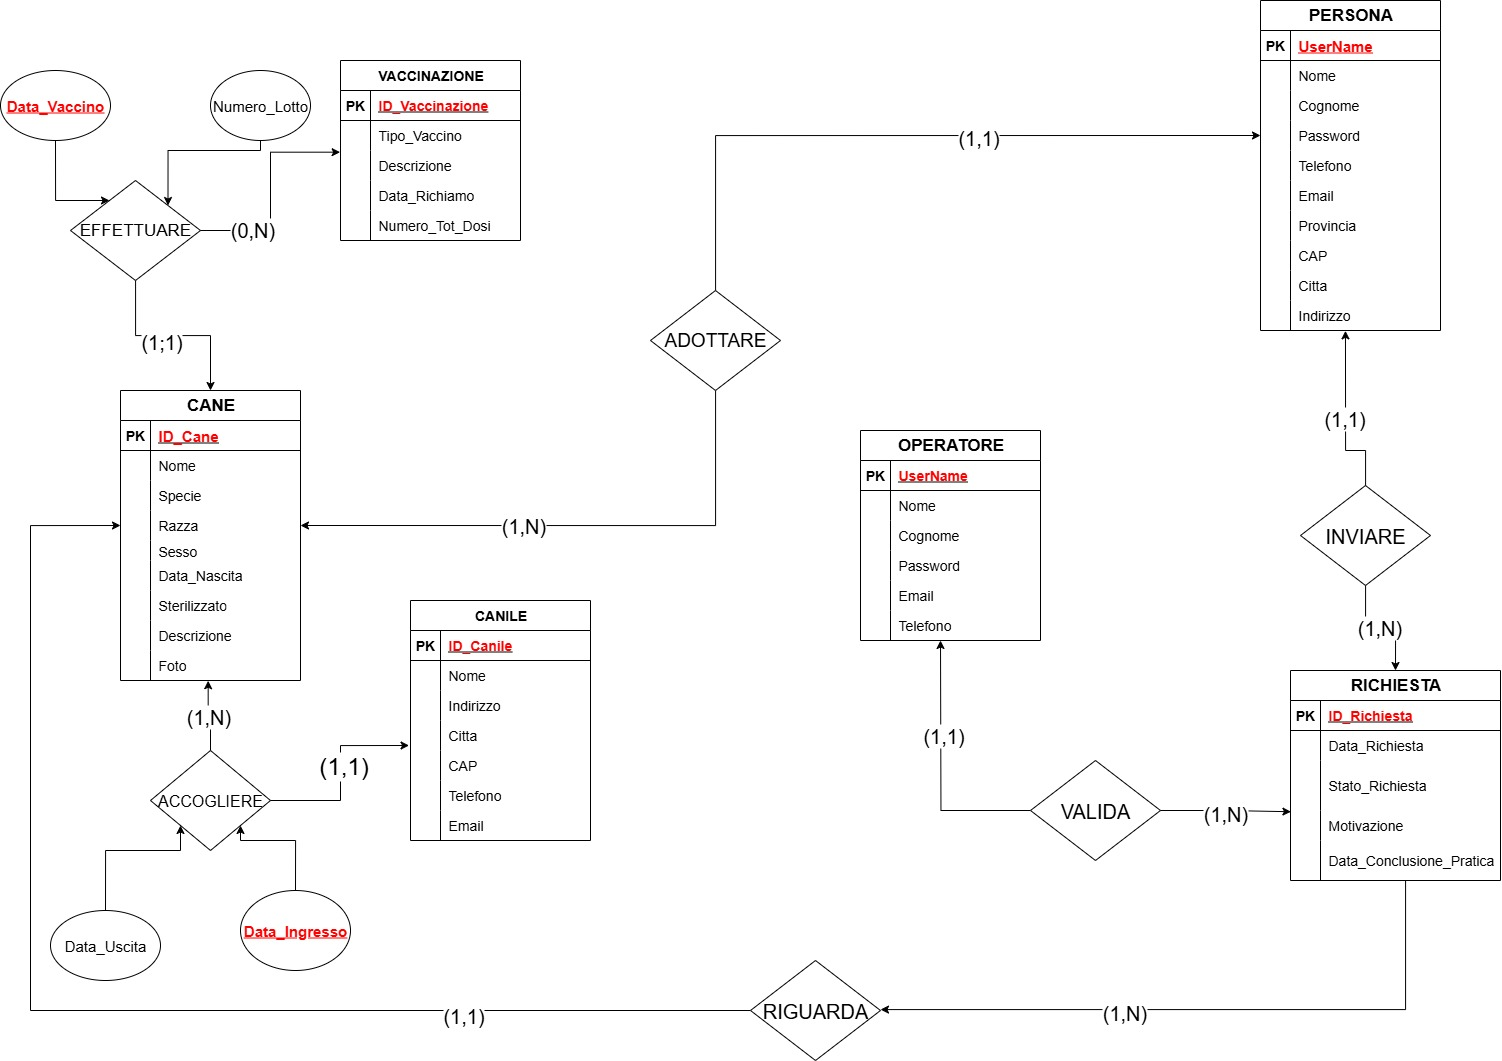 PERSONA
PK UserName
Nome
Cognome
Password
Telefono
Email
Provincia
CAP
Citta
Indirizzo
VACCINAZIONE
PK ID_Vaccinazione
Tipo_Vaccino
Descrizione
Data_Richiamo
Numero_Tot_Dosi
Data_Vaccino
Numero_Lotto
EFFETTUARE
(0,N)
(1;1)
(1,1)
ADOTTARE
(1,N)
CANE
PK ID_Cane
Nome
Specie
Razza
Sesso
Data_Nascita
Sterilizzato
Descrizione
Foto
OPERATORE
PK UserName
Nome
Cognome
Password
Email
Telefono
(1,1)
INVIARE
(1,N)
CANILE
PK ID_Canile
Nome
Indirizzo
Citta
CAP
Telefono
Email
(1,N)
(1,1)
ACCOGLIERE
Data_Uscita
Data_Ingresso
RICHIESTA
PK ID_Richiesta
Data_Richiesta
Stato_Richiesta
Motivazione
Data_Conclusione_Pratica
(1,1)
VALIDA
(1,N)
(1,1)
RIGUARDA
(1,N)